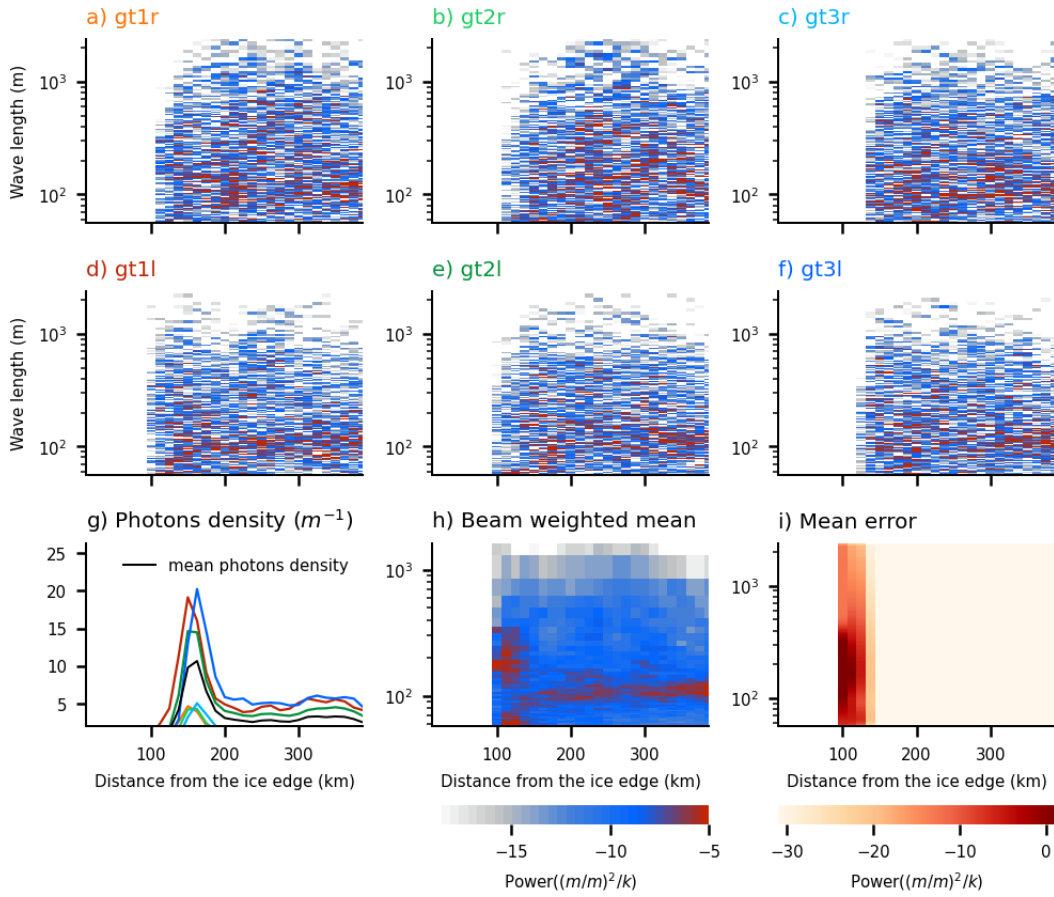 a) gt1r
b) gt2r
c) gt3r
Wave length (m)
10³
10²
10³
10²
10³
10²
d) gt1l
e) gt2l
f) gt3l
Wave length (m)
10³
10²
10³
10²
10³
10²
g) Photons density (m⁻¹)
h) Beam weighted mean
i) Mean error
25
20
15
10
5
mean photons density
10³
10²
10³
10²
100 200 300
100 200 300
100 200 300
Distance from the ice edge (km)
Distance from the ice edge (km)
Distance from the ice edge (km)
−15 −10 −5
−30 −20 −10 0
Power((m/m)²/k)
Power((m/m)²/k)